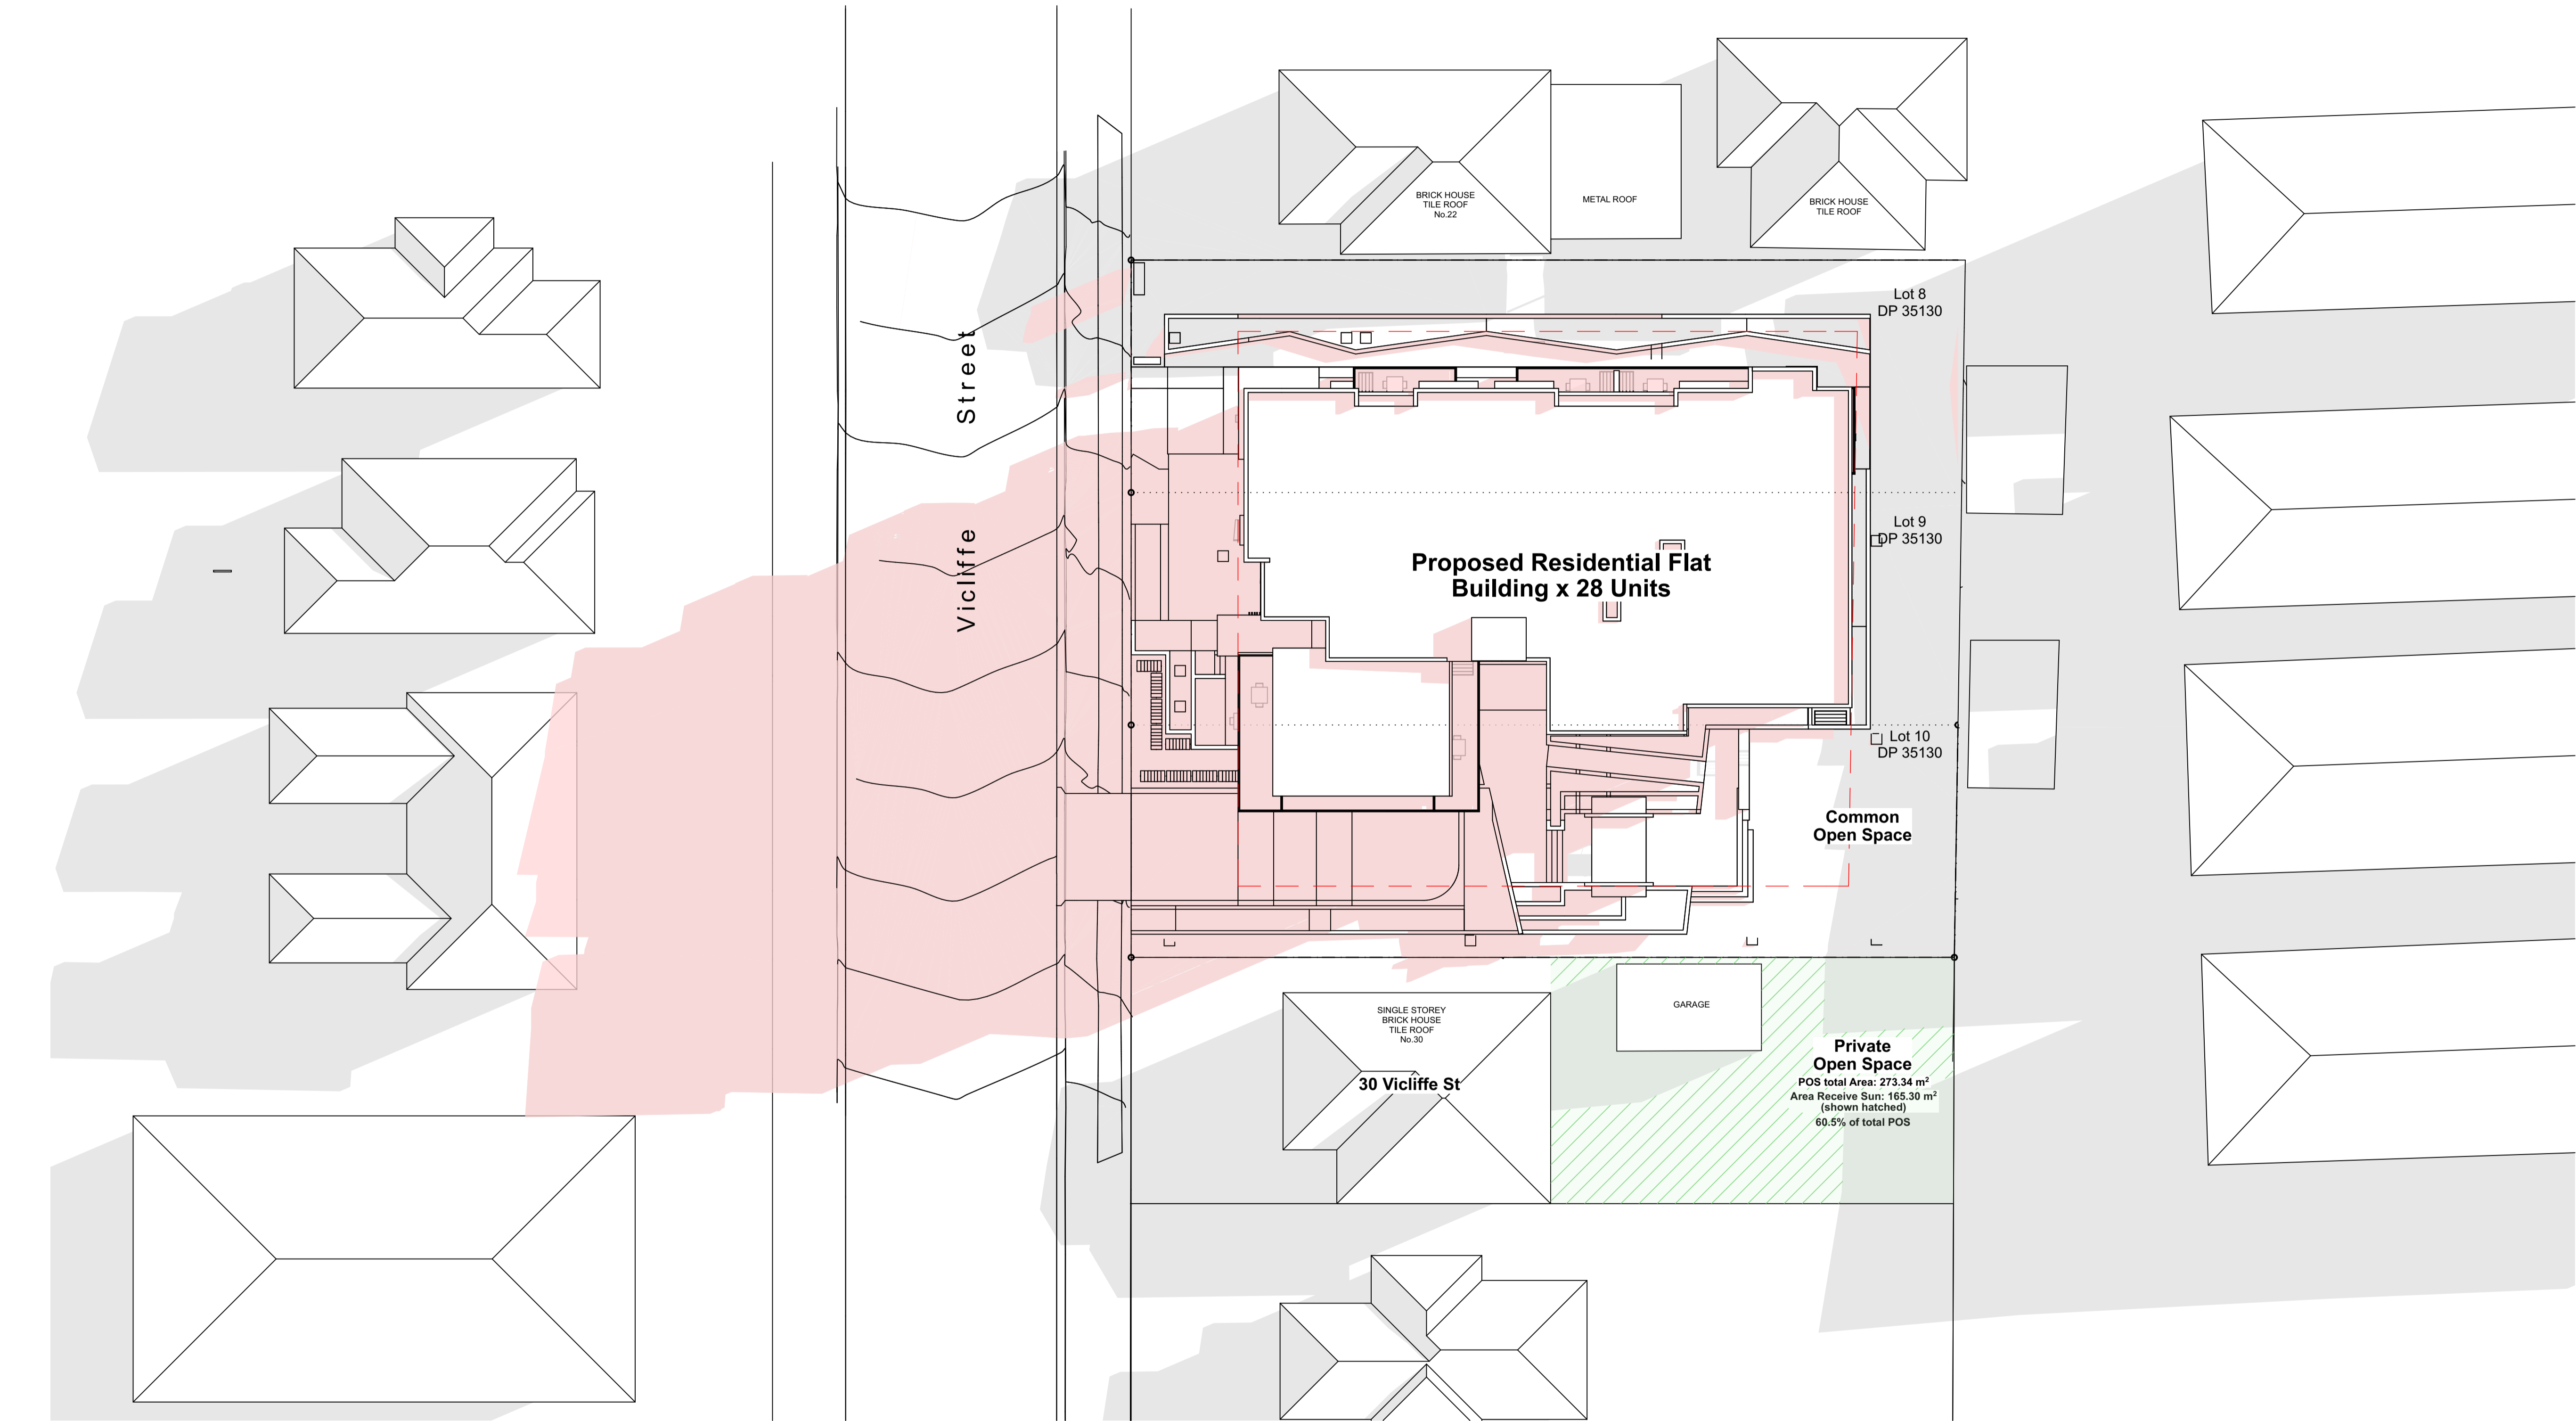 BRICK HOUSE
TILE ROOF
No.22
METAL ROOF
BRICK HOUSE
TILE ROOF
Lot 8
DP 35130
Vicliffe Street
Lot 9
DP 35130
Proposed Residential Flat
Building x 28 Units
Lot 10
DP 35130
Common
Open Space
SINGLE STOREY
BRICK HOUSE
TILE ROOF
No.30
30 Vicliffe St
GARAGE
Private
Open Space
POS total Area: 273.34 m²
Area Receive Sun: 165.30 m²
(shown hatched)
60.5% of total POS